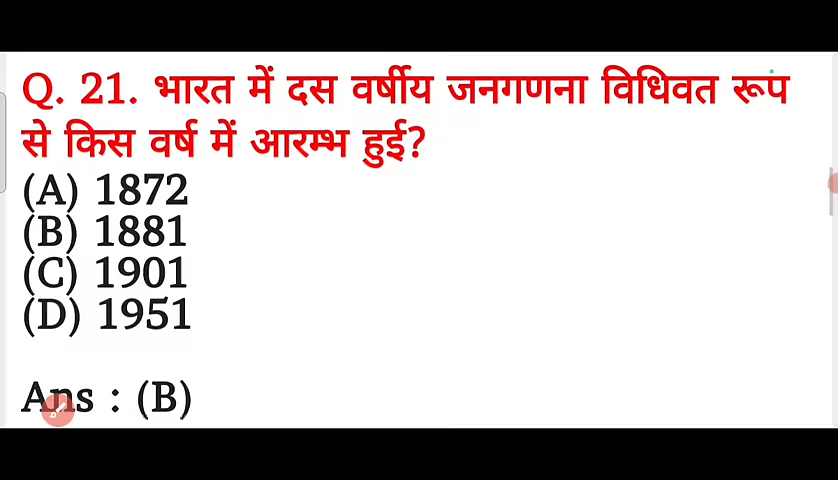 Q. 21. भारत में दस वर्षीय जनगणना विधिवत रूप
से किस वर्ष में आरम्भ हुई?
(A) 1872
(B) 1881
(C) 1901
(D) 1951
Ans : (B)